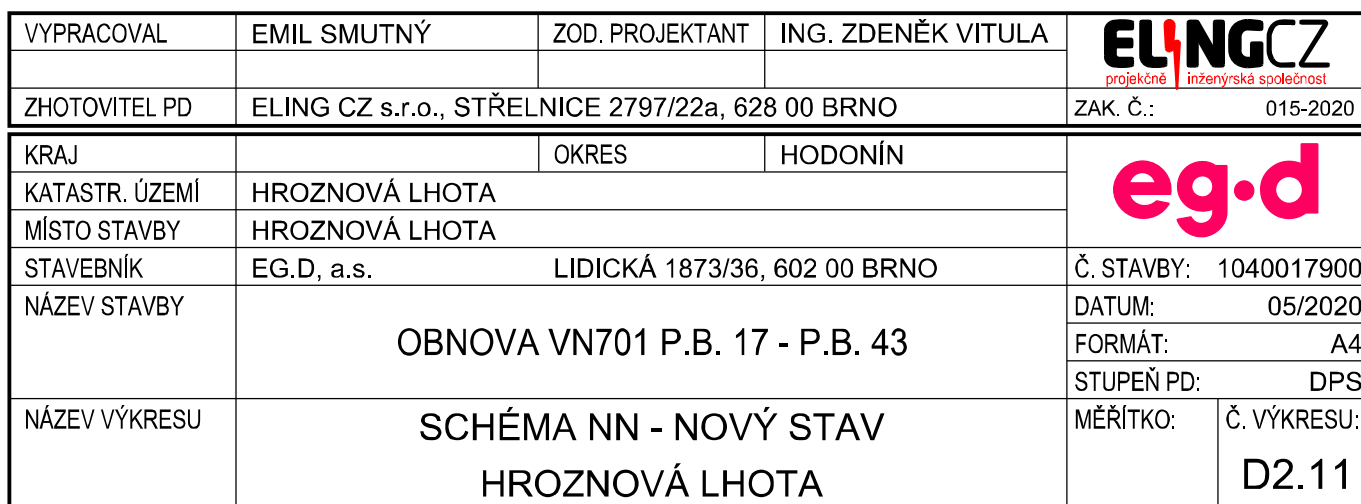 VYPRACOVAL EMIL SMUTNÝ ZOD. PROJEKTANT ING. ZDENĚK VITULA
ELINGCZ
projekčně inženýrská společnost
ZHOTOVITEL PD ELING CZ s.r.o., STŘELNICE 2797/22a, 628 00 BRNO ZAK. Č.: 015-2020
KRAJ OKRES HODONÍN
eg·d
KATASTR. ÚZEMÍ HROZNOVÁ LHOTA
MÍSTO STAVBY HROZNOVÁ LHOTA
STAVEBNÍK EG.D, a.s. LIDICKÁ 1873/36, 602 00 BRNO Č. STAVBY: 1040017900
NÁZEV STAVBY DATUM: 05/2020
OBNOVA VN701 P.B. 17 - P.B. 43 FORMÁT: A4
STUPEŇ PD: DPS
NÁZEV VÝKRESU SCHÉMA NN - NOVÝ STAV MĚŘÍTKO: Č. VÝKRESU:
HROZNOVÁ LHOTA D2.11